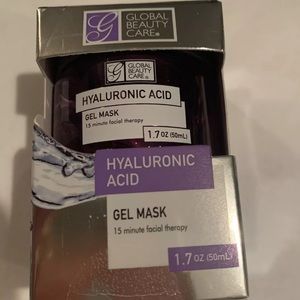 G
GLOBAL
BEAUTY
CARE®
G
GLOBAL
BEAUTY
CARE®
HYALURONIC ACID
GEL MASK
15 minute facial therapy
1.7 OZ (50mL)
HYALURONIC
ACID
GEL MASK
15 minute facial therapy
1.7 OZ (50mL)